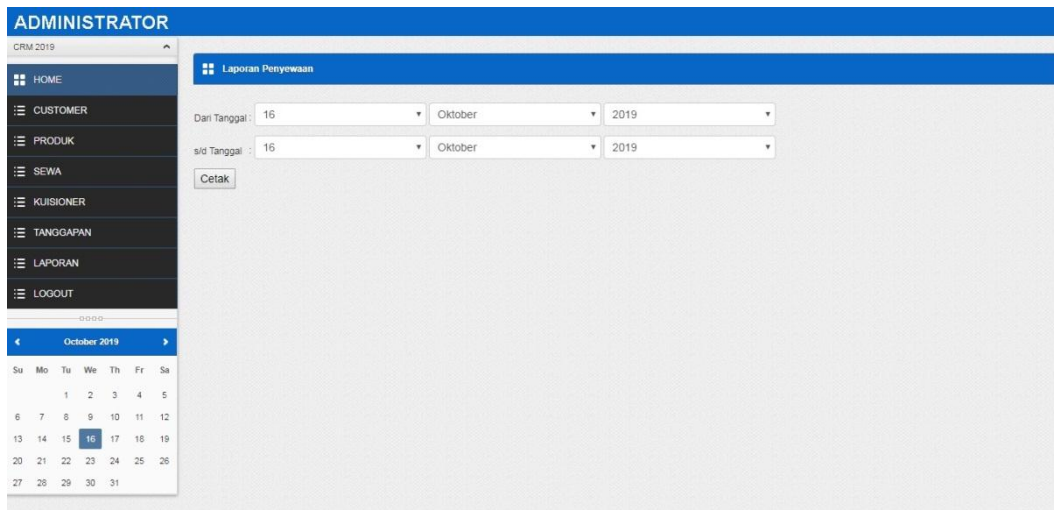 ADMINISTRATOR
CRM 2019
HOME
CUSTOMER
PRODUK
SEWA
KUISIONER
TANGGAPAN
LAPORAN
LOGOUT
October 2019
Su Mo Tu We Th Fr Sa
1 2 3 4 5
6 7 8 9 10 11 12
13 14 15 16 17 18 19
20 21 22 23 24 25 26
27 28 29 30 31
Laporan Penyewaan
Dari Tanggal : 16 Oktober 2019
s/d Tanggal : 16 Oktober 2019
Cetak